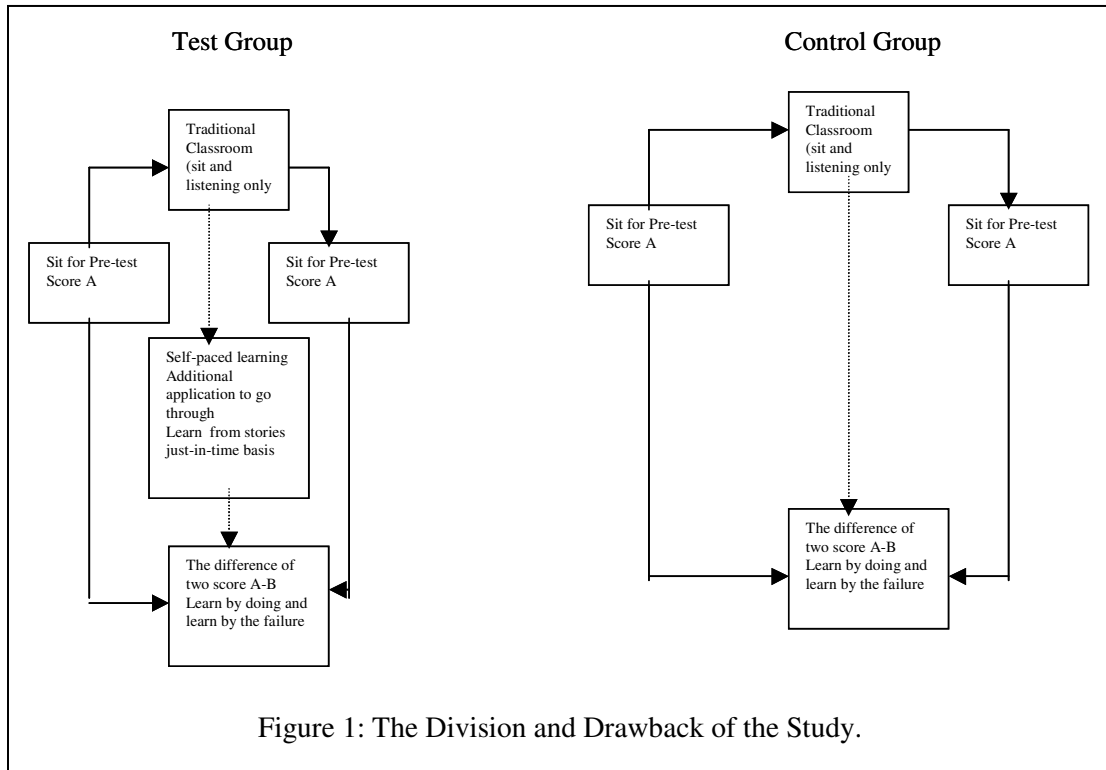 Test Group
Traditional
Classroom
(sit and
listening only
Sit for Pre-test
Score A
Sit for Pre-test
Score A
Self-paced learning
Additional
application to go
through
Learn from stories
just-in-time basis
The difference of
two score A-B
Learn by doing and
learn by the failure
Control Group
Traditional
Classroom
(sit and
listening only
Sit for Pre-test
Score A
Sit for Pre-test
Score A
The difference of
two score A-B
Learn by doing and
learn by the failure
Figure 1: The Division and Drawback of the Study.